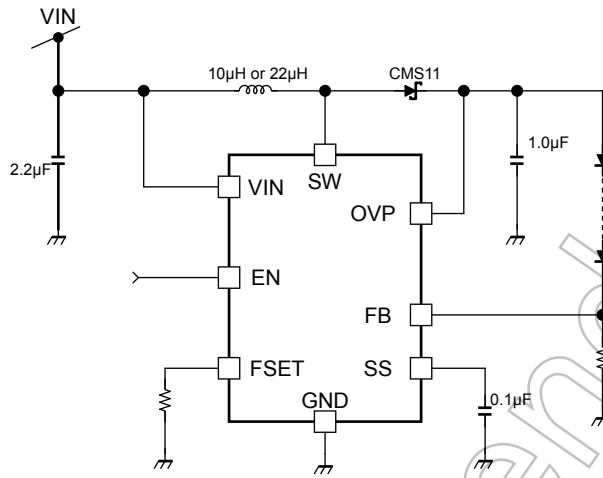 VIN
10μH or 22μH
CMS11
2.2μF
1.0μF
VIN
SW
OVP
EN
FB
FSET
SS
GND
0.1μF